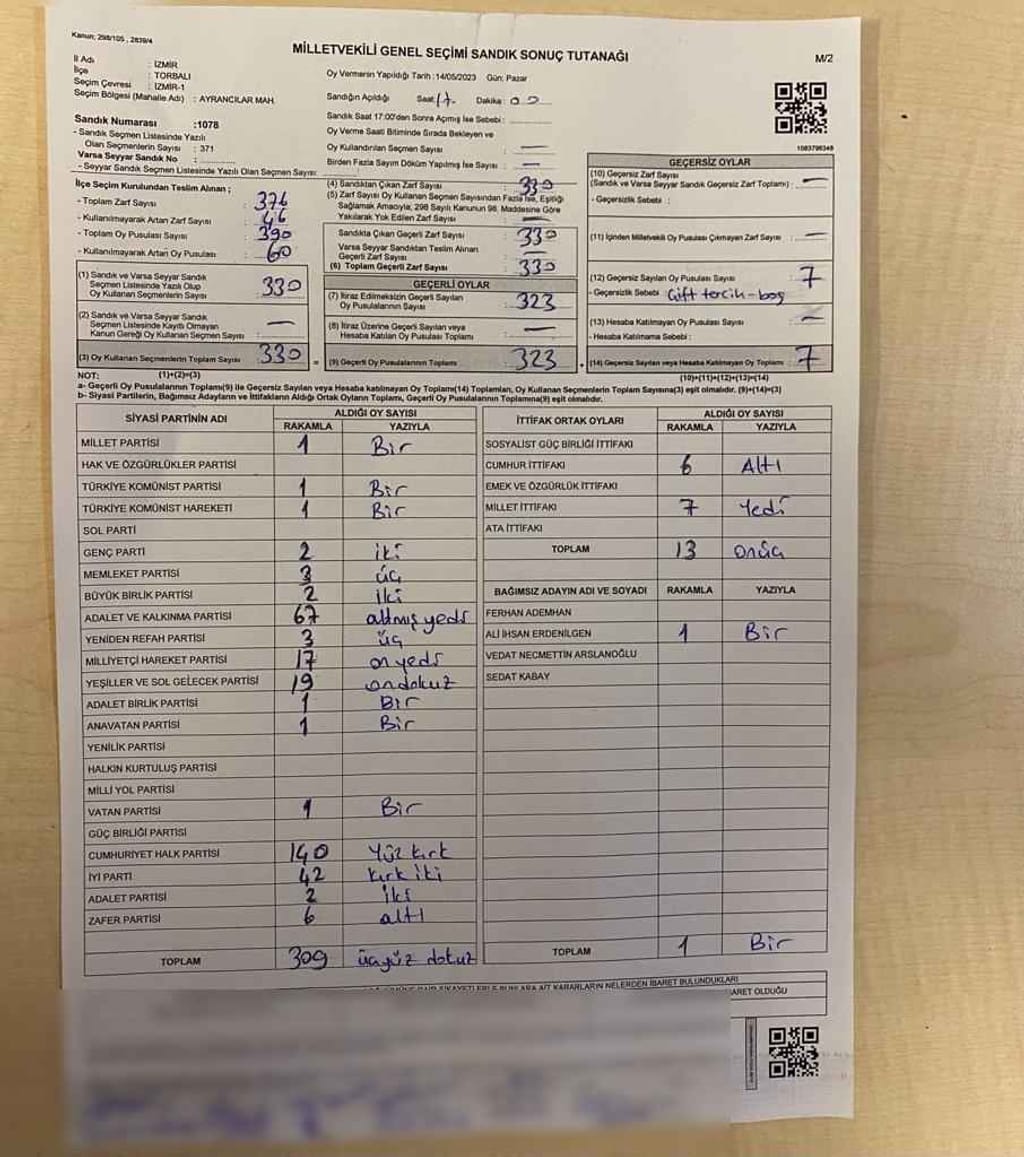 Kanun; 298/105 , 2839/4
MİLLETVEKİLİ GENEL SEÇİMİ SANDIK SONUÇ TUTANAĞI
M/2
İl Adı : İZMİR
İlçe : TORBALI
Seçim Çevresi : İZMİR-1
Seçim Bölgesi (Mahalle Adı) : AYRANCILAR MAH.
Oy Vermenin Yapıldığı Tarih : 14/05/2023 Gün: Pazar
Sandığın Açıldığı Saat: 17. Dakika : 00
Sandık Saat 17:00'den Sonra Açımış İse Sebebi :
Oy Verme Saati Bitiminde Sırada Bekleyen ve
Oy Kullandırılan Seçmen Sayısı : —
Birden Fazla Sayım Döküm Yapılmış İse Sayısı : —
Sandık Numarası :1078
- Sandık Seçmen Listesinde Yazılı
Olan Seçmenlerin Sayısı : 371
Varsa Seyyar Sandık No :
- Seyyar Sandık Seçmen Listesinde Yazılı Olan Seçmen Sayısı:
İlçe Seçim Kurulundan Teslim Alınan ;
- Toplam Zarf Sayısı : 376
- Kullanılmayarak Artan Zarf Sayısı : 46
- Toplam Oy Pusulası Sayısı : 390
- Kullanılmayarak Artan Oy Pusulası : 60
(1) Sandık ve Varsa Seyyar Sandık
Seçmen Listesinde Yazılı Olup
Oy Kullanan Seçmenlerin Sayısı : 330
(2) Sandık ve Varsa Seyyar Sandık
Seçmen Listesinde Kayıtlı Olmayan
Kanun Gereği Oy Kullanan Seçmen Sayısı : —
(3) Oy Kullanan Seçmenlerin Toplam Sayısı : 330
(4) Sandıktan Çıkan Zarf Sayısı : 330
(5) Zarf Sayısı Oy Kullanan Seçmen Sayısından Fazla İse, Eşitliği
Sağlamak Amacıyla, 298 Sayılı Kanunun 98. Maddesine Göre
Yakılarak Yok Edilen Zarf Sayısı : —
Sandıkta Çıkan Geçerli Zarf Sayısı : 330
Varsa Seyyar Sandıktan Teslim Alınan
Geçerli Zarf Sayısı : —
(6) Toplam Geçerli Zarf Sayısı : 330
GEÇERLİ OYLAR
(7) İtiraz Edilmeksizin Geçerli Sayılan
Oy Pusulalarının Sayısı : 323
(8) İtiraz Üzerine Geçerli Sayılan veya
Hesaba Katılan Oy Pusulası Toplamı : —
(9) Geçerli Oy Pusulalarının Toplamı : 323
GEÇERSİZ OYLAR
(10) Geçersiz Zarf Sayısı
(Sandık ve Varsa Seyyar Sandık Geçersiz Zarf Toplamı) : —
- Geçersizlik Sebebi :
(11) İçinden Milletvekili Oy Pusulası Çıkmayan Zarf Sayısı : —
(12) Geçersiz Sayılan Oy Pusulası Sayısı : 7
- Geçersizlik Sebebi Çift tercih-boş
(13) Hesaba Katılmayan Oy Pusulası Sayısı : —
- Hesaba Katılmama Sebebi :
(14) Geçersiz Sayılan veya Hesaba Katılmayan Oy Toplamı : 7
NOT: (1)+(2)=(3)
(10)+(11)+(12)+(13)=(14)
a- Geçerli Oy Pusulalarının Toplamı(9) ile Geçersiz Sayılan veya Hesaba katılmayan Oy Toplamı(14) Toplamları, Oy Kullanan Seçmenlerin Toplam Sayısına(3) eşit olmalıdır. (9)+(14)=(3)
b- Siyasi Partilerin, Bağımsız Adayların ve İttifakların Aldığı Ortak Oyların Toplamı, Geçerli Oy Pusulalarının Toplamına(9) eşit olmalıdır.
SİYASİ PARTİNİN ADI ALDIĞI OY SAYISI
RAKAMLA YAZIYLA
MİLLET PARTİSİ 1 Bir
HAK VE ÖZGÜRLÜKLER PARTİSİ
TÜRKİYE KOMÜNİST PARTİSİ 1 Bir
TÜRKİYE KOMÜNİST HAREKETİ 1 Bir
SOL PARTİ
GENÇ PARTİ 2 iki
MEMLEKET PARTİSİ 3 üç
BÜYÜK BİRLİK PARTİSİ 2 İki
ADALET VE KALKINMA PARTİSİ 67 altmış yedi
YENİDEN REFAH PARTİSİ 3 üç
MİLLİYETÇİ HAREKET PARTİSİ 17 on yedi
YEŞİLLER VE SOL GELECEK PARTİSİ 19 ondokuz
ADALET BİRLİK PARTİSİ 1 Bir
ANAVATAN PARTİSİ 1 Bir
YENİLİK PARTİSİ
HALKIN KURTULUŞ PARTİSİ
MİLLİ YOL PARTİSİ
VATAN PARTİSİ 1 Bir
GÜÇ BİRLİĞİ PARTİSİ
CUMHURİYET HALK PARTİSİ 140 Yüz kırk
İYİ PARTİ 42 kırk iki
ADALET PARTİSİ 2 İki
ZAFER PARTİSİ 6 altı
TOPLAM 309 üçyüz dokuz
İTTİFAK ORTAK OYLARI ALDIĞI OY SAYISI
RAKAMLA YAZIYLA
SOSYALİST GÜÇ BİRLİĞİ İTTİFAKI
CUMHUR İTTİFAKI 6 Altı
EMEK VE ÖZGÜRLÜK İTTİFAKI
MİLLET İTTİFAKI 7 Yedi
ATA İTTİFAKI
TOPLAM 13 onüç
BAĞIMSIZ ADAYIN ADI VE SOYADI RAKAMLA YAZIYLA
FERHAN ADEMHAN
ALİ İHSAN ERDENİLGEN 1 Bir
VEDAT NECMETTİN ARSLANOĞLU
SEDAT KABAY
TOPLAM 1 Bir
KARARLARIN NELERDEN İBARET BULUNDUKLARI